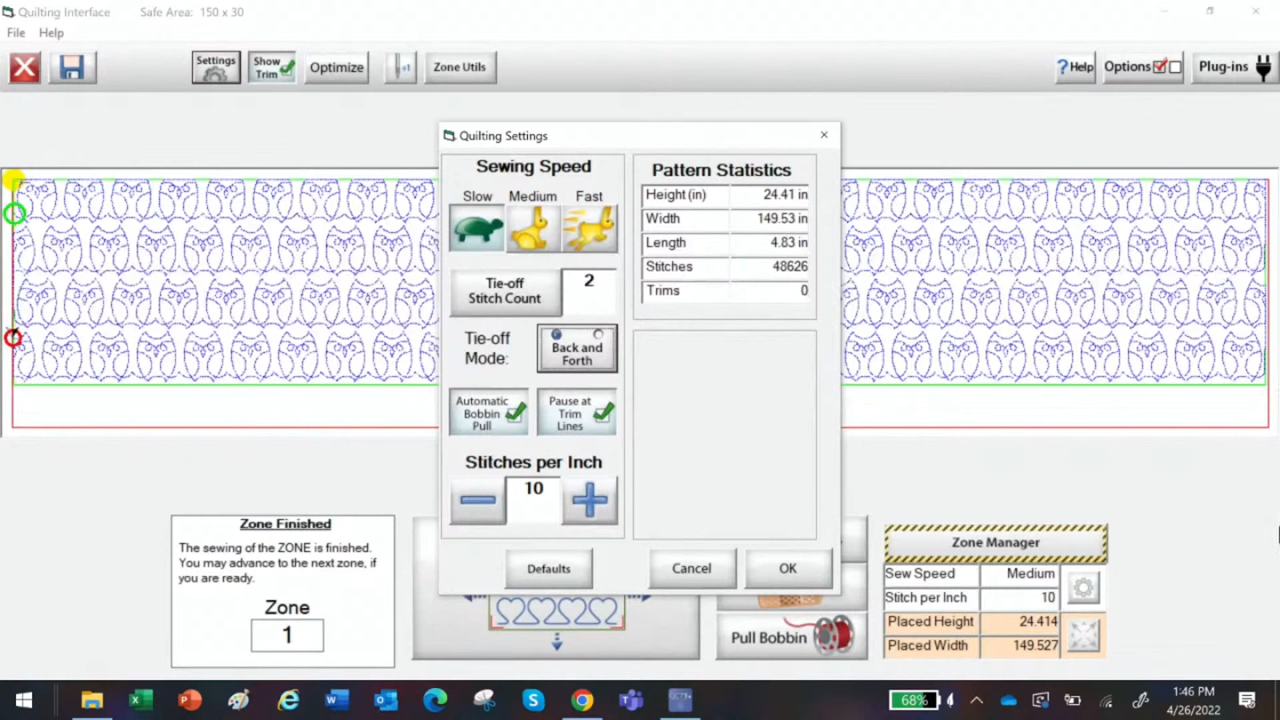 Quilting Interface Safe Area: 150 x 30
File Help
Settings
Show
Trim
Optimize
+1
Zone Utils
?Help
Options
Plug-ins
Quilting Settings
Sewing Speed
Slow Medium Fast
Tie-off
Stitch Count
2
Tie-off
Mode:
Back and
Forth
Automatic
Bobbin
Pull
Pause at
Trim
Lines
Stitches per Inch
10
Pattern Statistics
Height (in) 24.41 in
Width 149.53 in
Length 4.83 in
Stitches 48626
Trims 0
Defaults
Cancel
OK
Zone Finished
The sewing of the ZONE is finished.
You may advance to the next zone, if
you are ready.
Zone
1
Pull Bobbin
Zone Manager
Sew Speed Medium
Stitch per Inch 10
Placed Height 24.414
Placed Width 149.527
68%
1:46 PM
4/26/2022